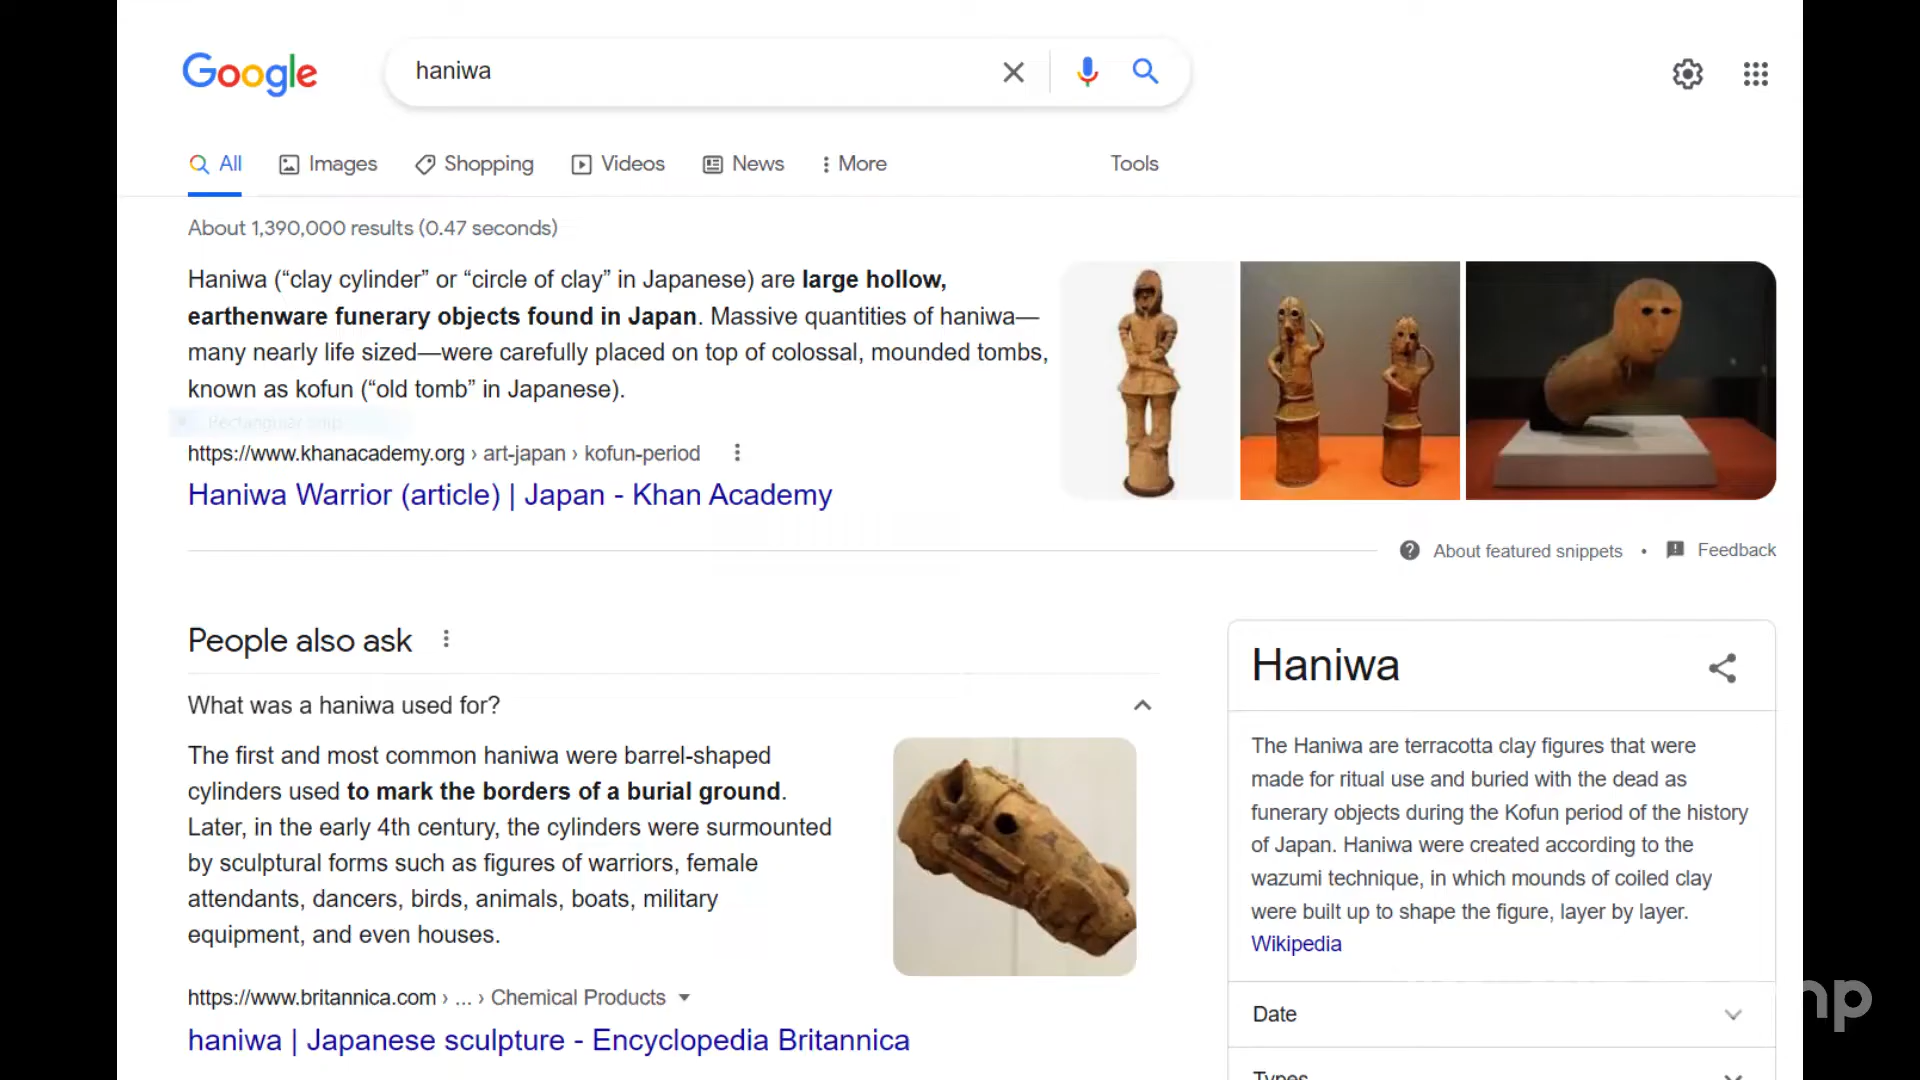 Google
haniwa
All
Images
Shopping
Videos
News
More
Tools
About 1,390,000 results (0.47 seconds)
Haniwa (“clay cylinder” or “circle of clay” in Japanese) are large hollow,
earthenware funerary objects found in Japan. Massive quantities of haniwa—
many nearly life sized—were carefully placed on top of colossal, mounded tombs,
known as kofun (“old tomb” in Japanese).
https://www.khanacademy.org › art-japan › kofun-period
Haniwa Warrior (article) | Japan - Khan Academy
About featured snippets • Feedback
People also ask
What was a haniwa used for?
The first and most common haniwa were barrel-shaped
cylinders used to mark the borders of a burial ground.
Later, in the early 4th century, the cylinders were surmounted
by sculptural forms such as figures of warriors, female
attendants, dancers, birds, animals, boats, military
equipment, and even houses.
https://www.britannica.com › ... › Chemical Products
haniwa | Japanese sculpture - Encyclopedia Britannica
Haniwa
The Haniwa are terracotta clay figures that were
made for ritual use and buried with the dead as
funerary objects during the Kofun period of the history
of Japan. Haniwa were created according to the
wazumi technique, in which mounds of coiled clay
were built up to shape the figure, layer by layer.
Wikipedia
Date
Types